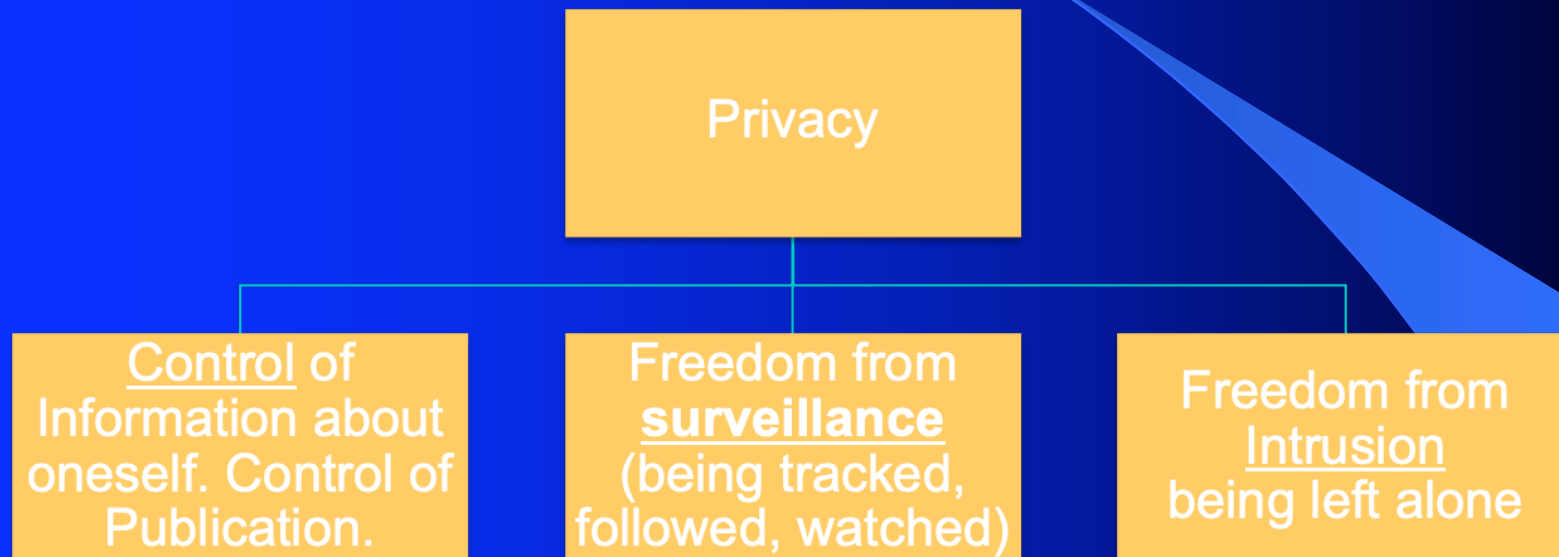 Privacy
Control of
Information about
oneself. Control of
Publication.
Freedom from
surveillance
(being tracked,
followed, watched)
Freedom from
Intrusion
being left alone